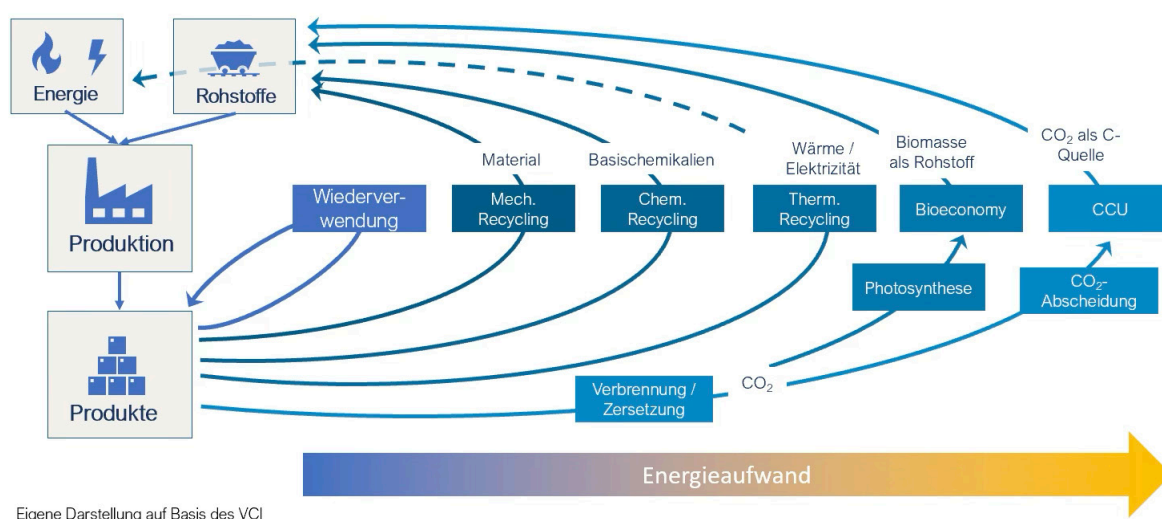 Energie
Rohstoffe
Produktion
Produkte
Wiederver-
wendung
Material
Mech.
Recycling
Basischemikalien
Chem.
Recycling
Wärme /
Elektrizität
Therm.
Recycling
Biomasse
als Rohstoff
Bioeconomy
CO₂ als C-
Quelle
CCU
Photosynthese
CO₂-
Abscheidung
Verbrennung /
Zersetzung
CO₂
Energieaufwand
Eigene Darstellung auf Basis des VCI